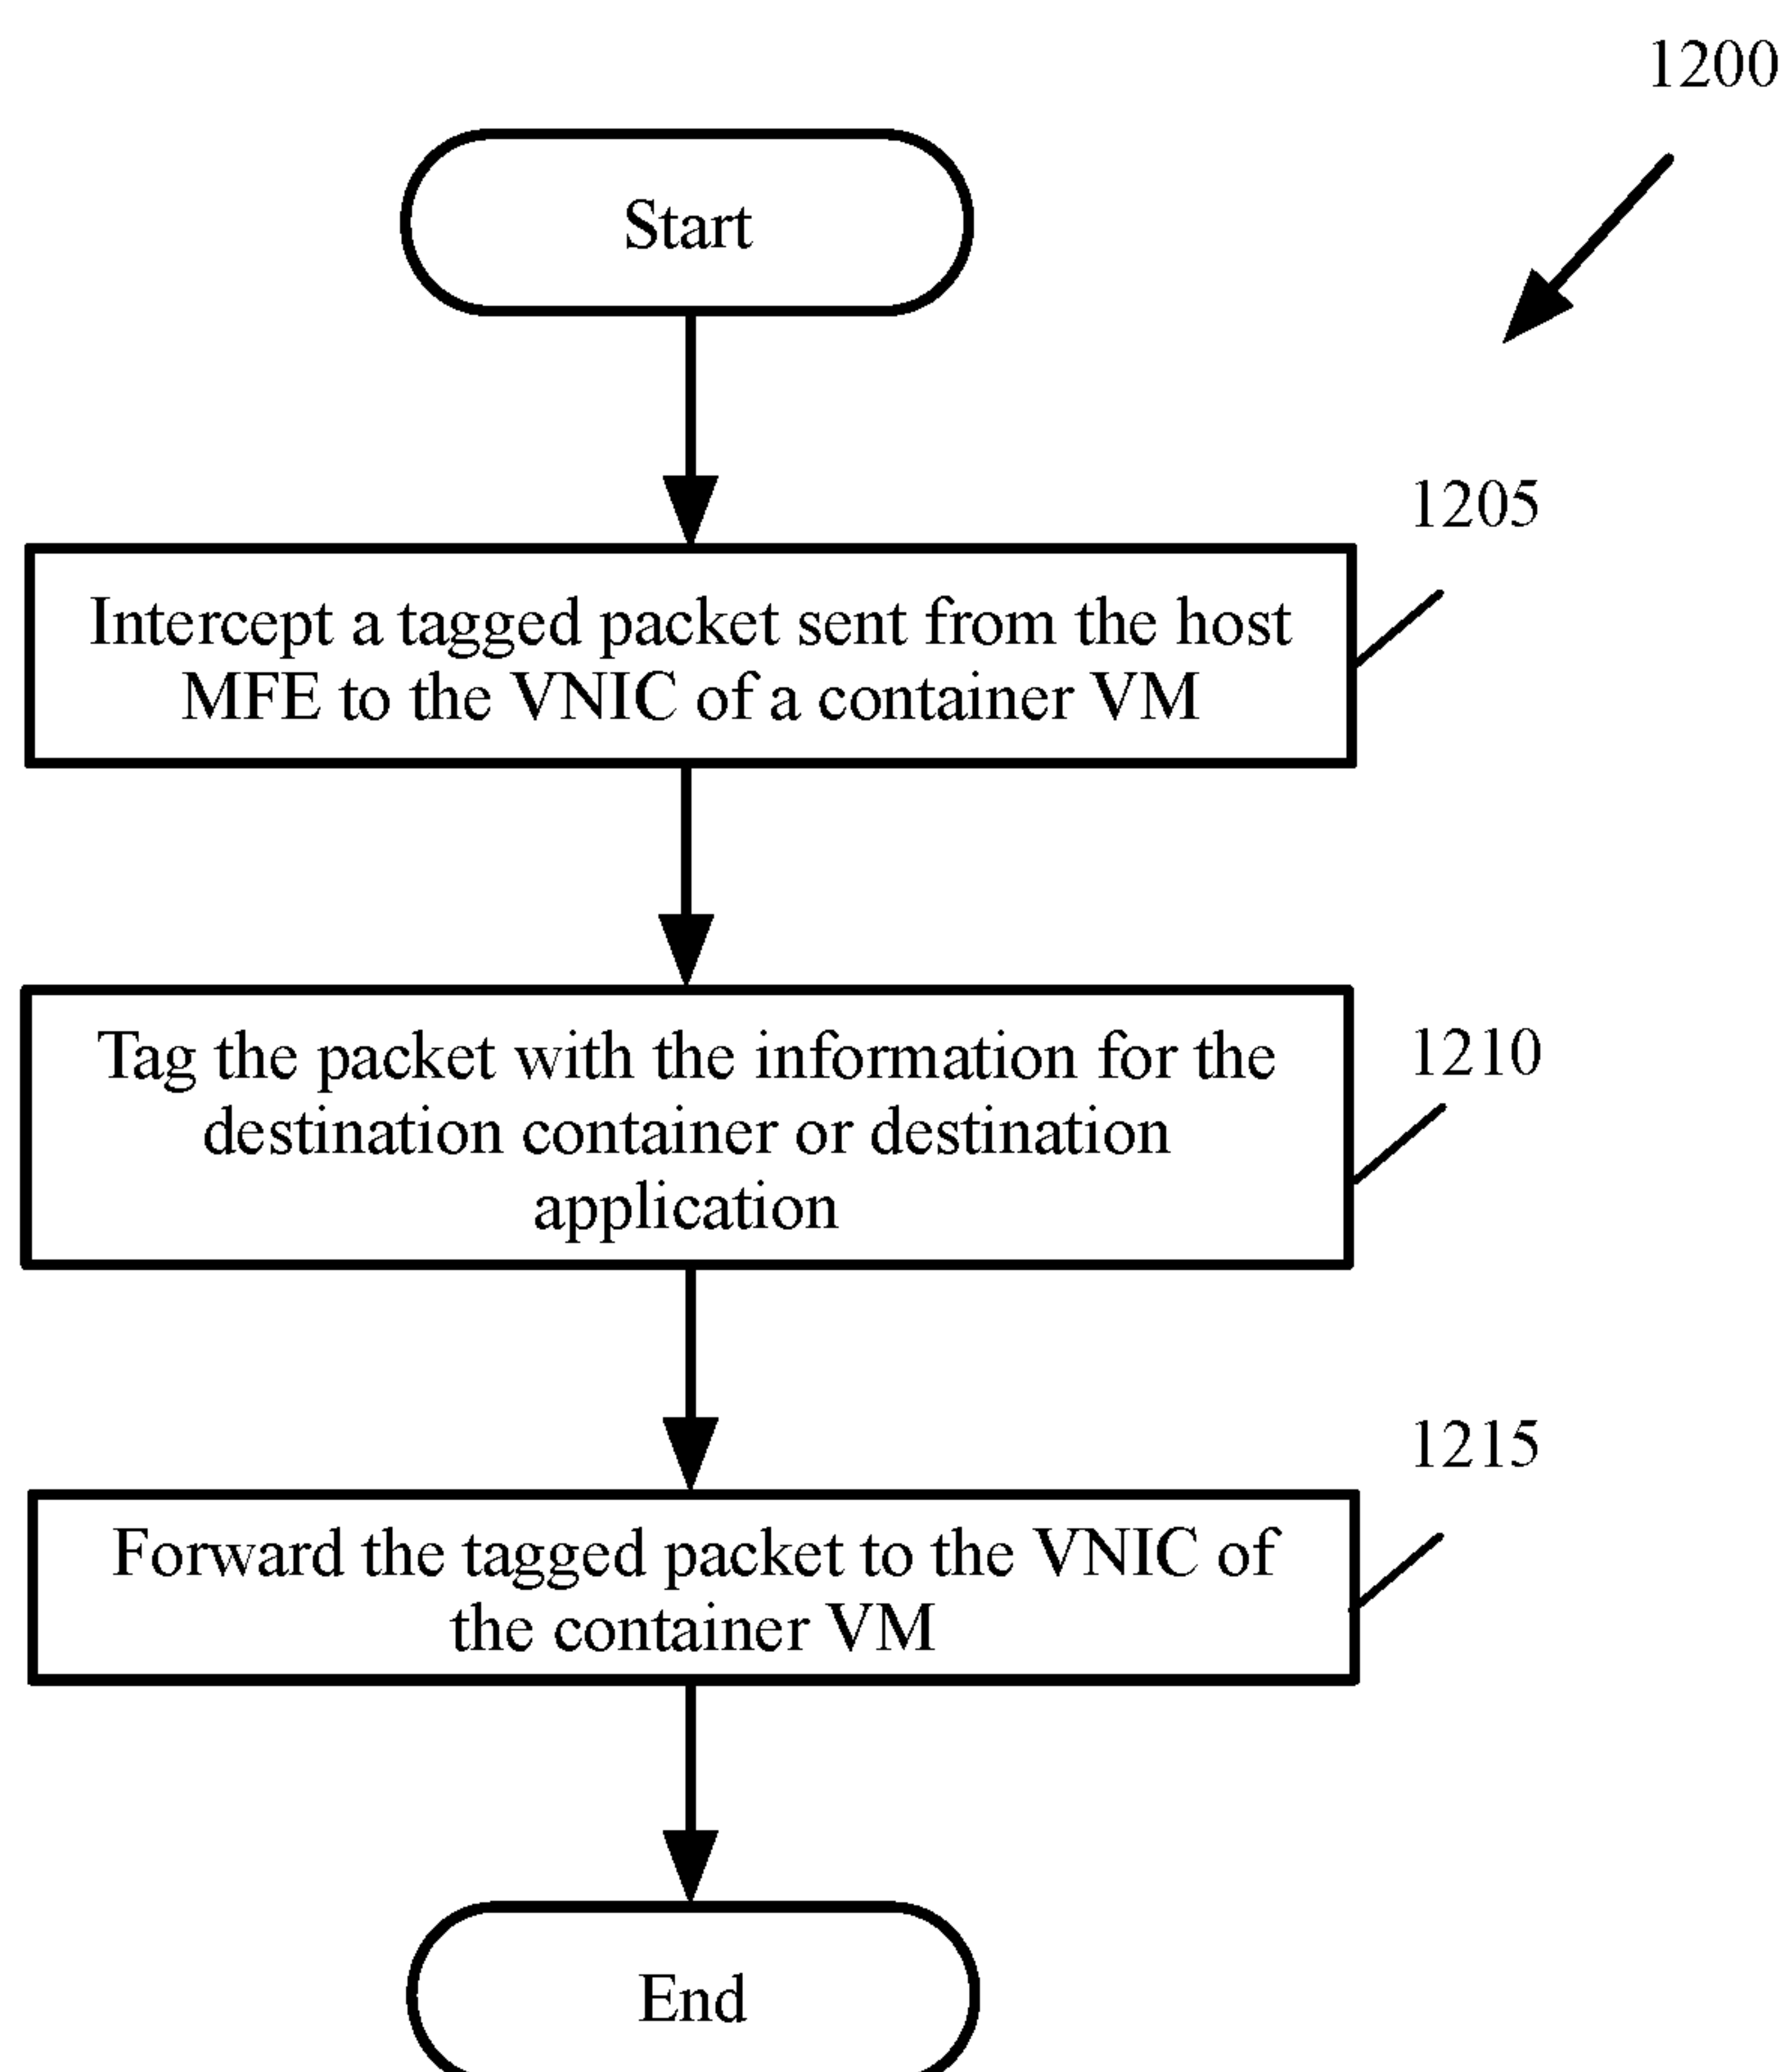 1200
Start
1205
Intercept a tagged packet sent from the host
MFE to the VNIC of a container VM
1210
Tag the packet with the information for the
destination container or destination
application
1215
Forward the tagged packet to the VNIC of
the container VM
End